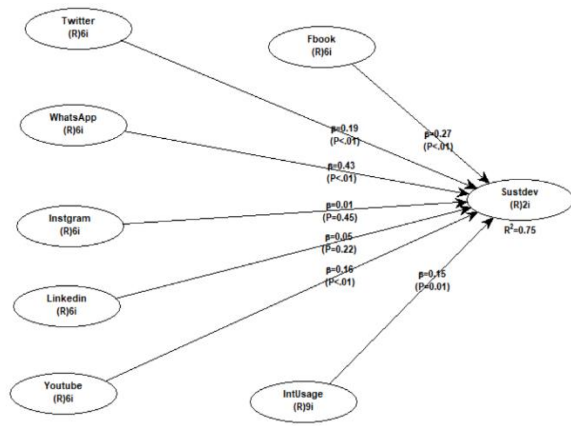 Twitter
(R)6i
Fbook
(R)6i
WhatsApp
(R)6i
β=0.19
(P<.01)
β=0.27
(P<.01)
β=0.43
(P<.01)
Sustdev
(R)2i
R²=0.75
Instgram
(R)6i
β=0.01
(P=0.45)
β=0.05
(P=0.22)
Linkedin
(R)6i
β=0.16
(P<.01)
β=0.15
(P=0.01)
Youtube
(R)6i
IntUsage
(R)9i